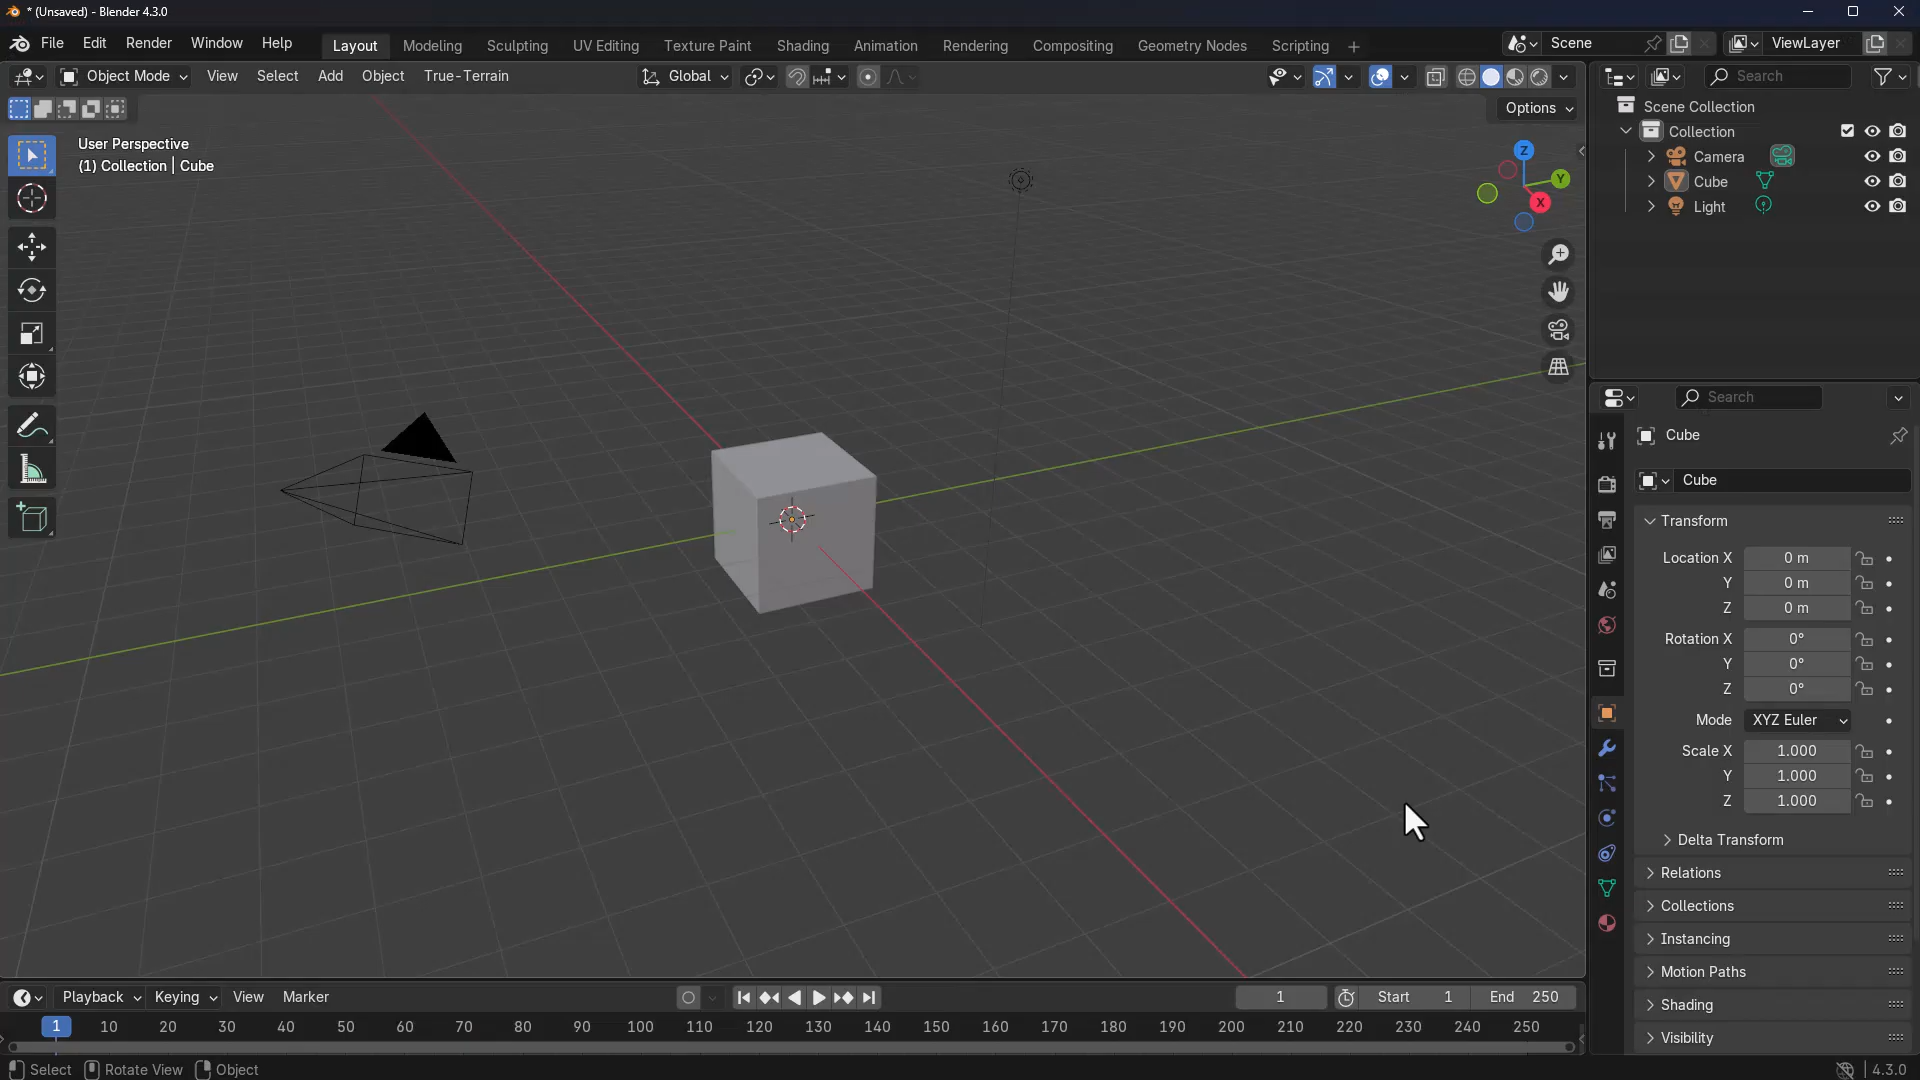 * (Unsaved) - Blender 4.3.0
File Edit Render Window Help Layout Modeling Sculpting UV Editing Texture Paint Shading Animation Rendering Compositing Geometry Nodes Scripting + Scene ViewLayer
Object Mode View Select Add Object True-Terrain Global Search
Options
User Perspective
(1) Collection | Cube
Z
Y
X
Scene Collection
Collection
Camera
Cube
Light
Search
Cube
Cube
Transform
Location X 0 m
Y 0 m
Z 0 m
Rotation X 0°
Y 0°
Z 0°
Mode XYZ Euler
Scale X 1.000
Y 1.000
Z 1.000
Delta Transform
Relations
Collections
Instancing
Motion Paths
Shading
Visibility
Playback Keying View Marker 1 Start 1 End 250
1 10 20 30 40 50 60 70 80 90 100 110 120 130 140 150 160 170 180 190 200 210 220 230 240 250
Select Rotate View Object 4.3.0